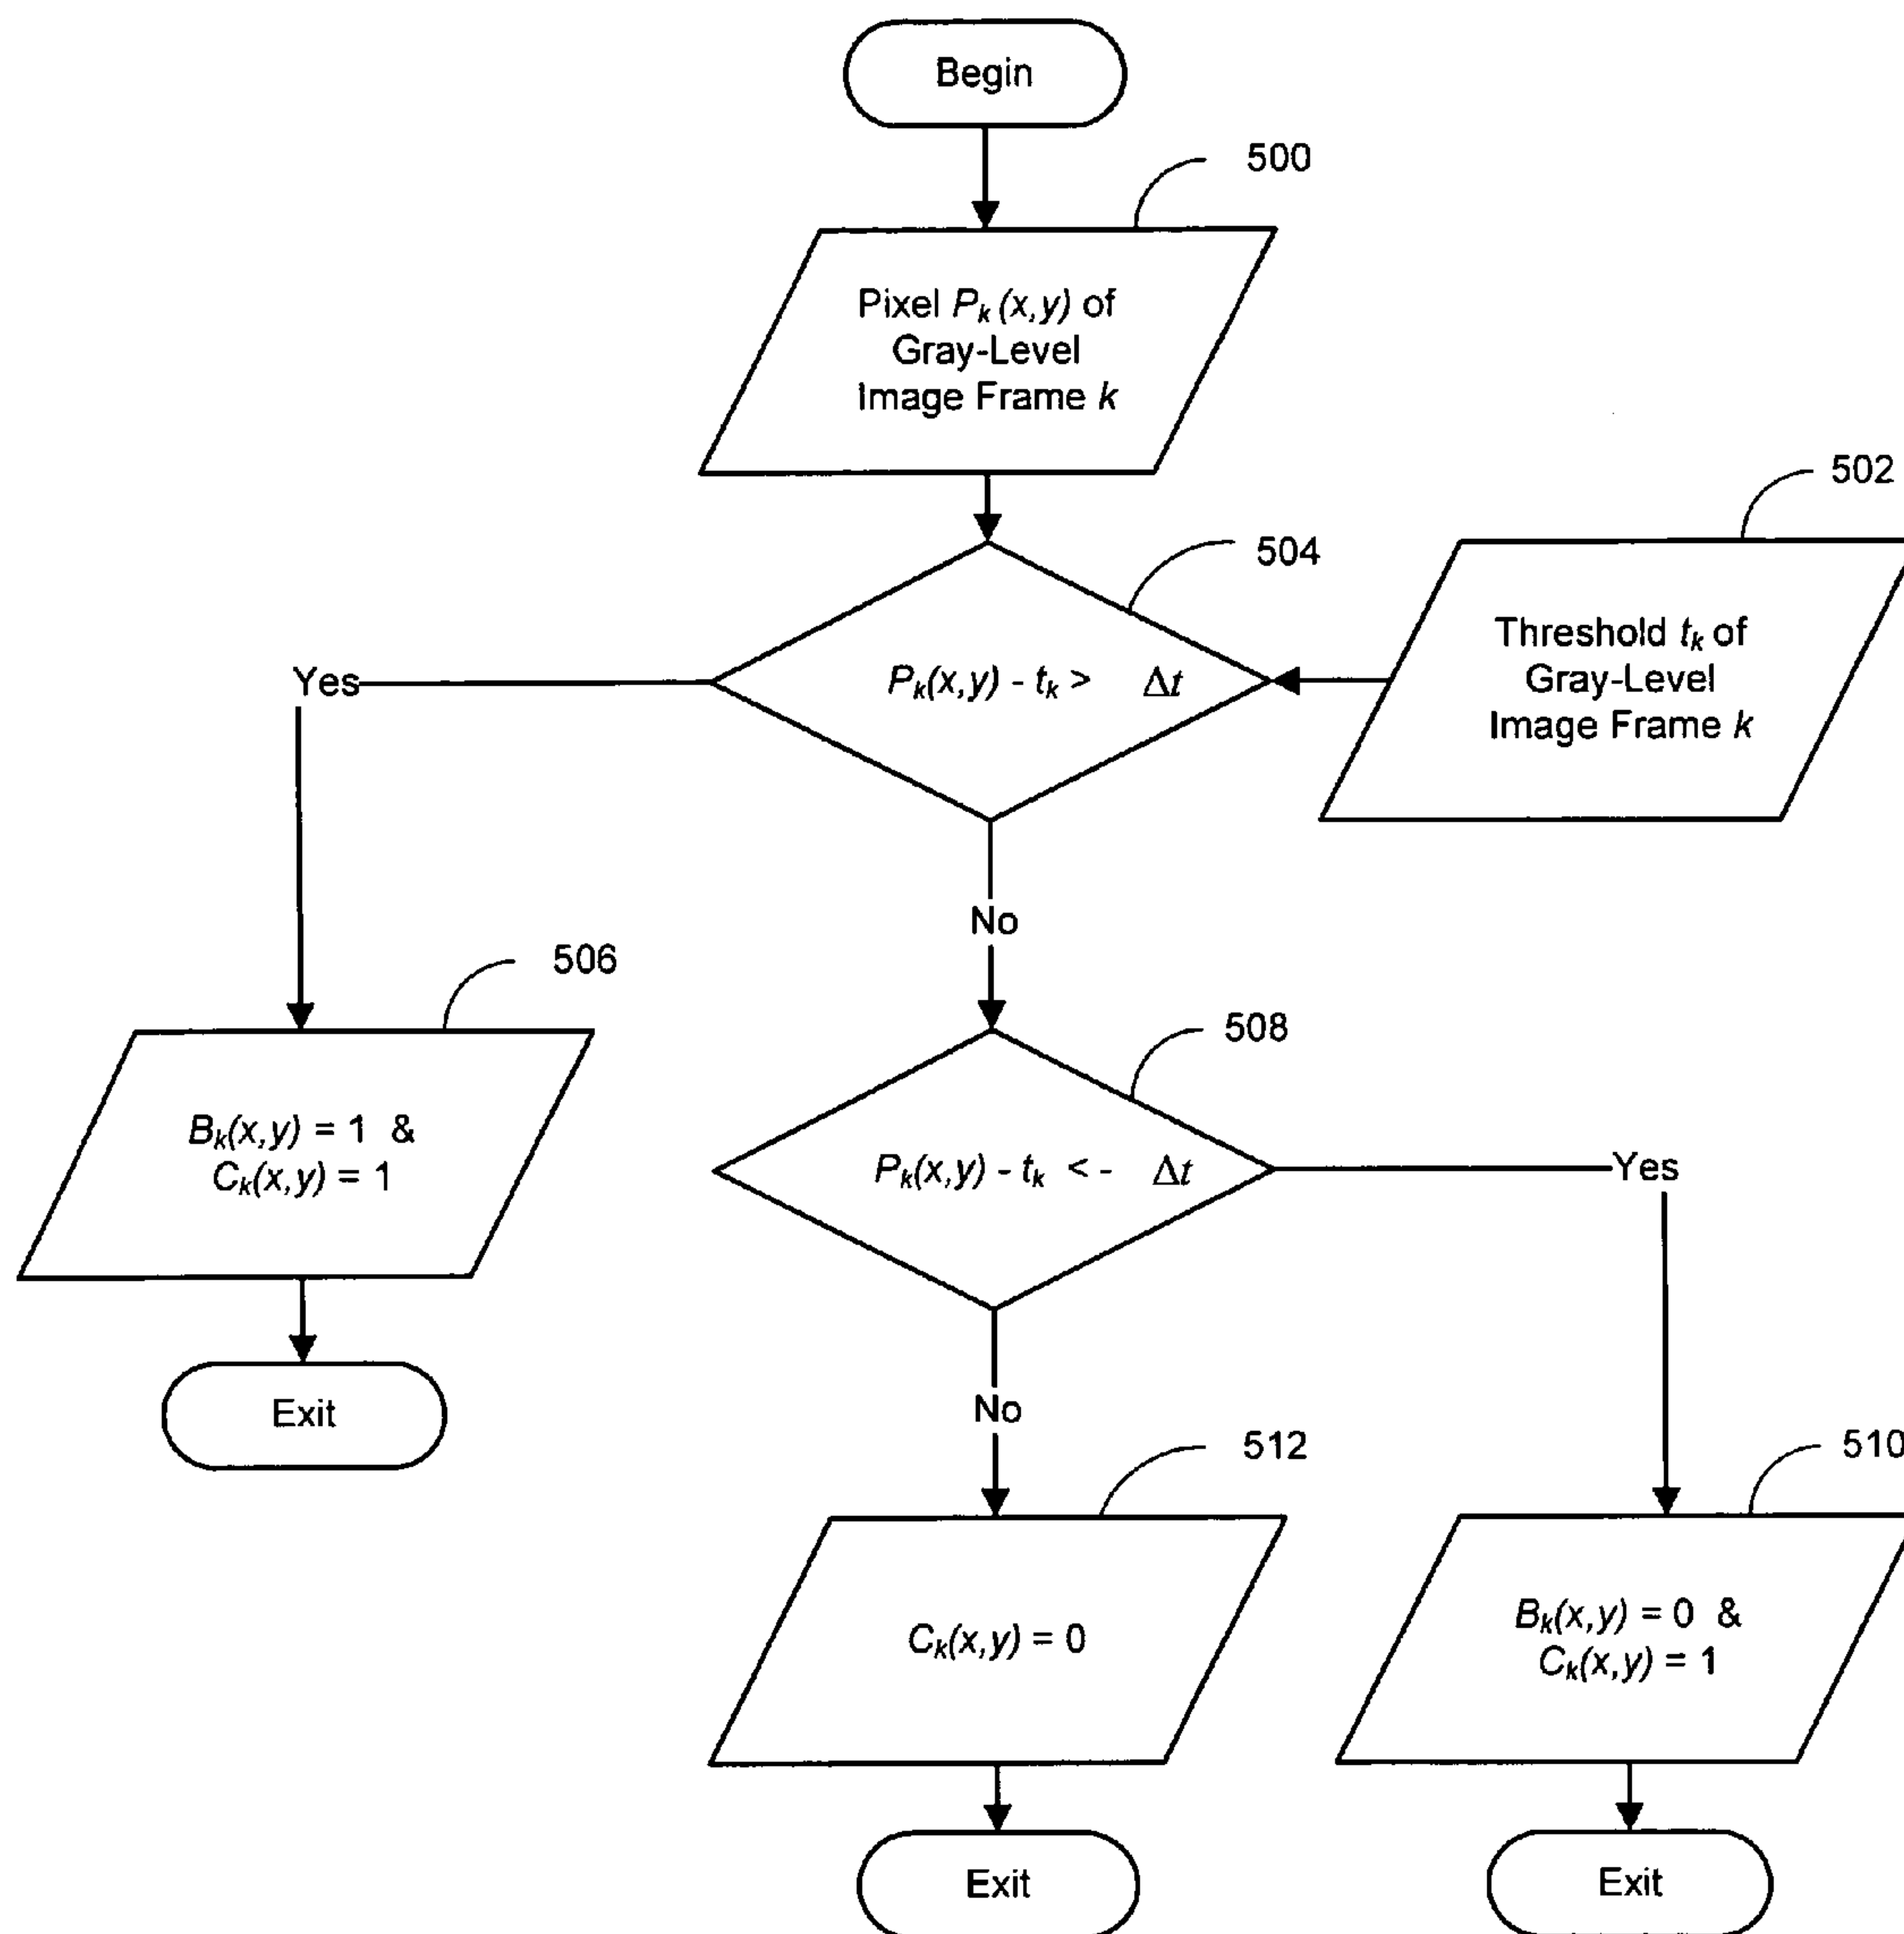 Begin
500
Pixel Pk (x,y) of
Gray-Level
Image Frame k
502
504
Threshold tk of
Gray-Level
Image Frame k
Pk(x,y) - tk > Δt
Yes
No
506
508
Bk(x,y) = 1 &
Ck(x,y) = 1
Pk(x,y) - tk < - Δt
Yes
Exit
No
512
510
Ck(x,y) = 0
Bk(x,y) = 0 &
Ck(x,y) = 1
Exit
Exit